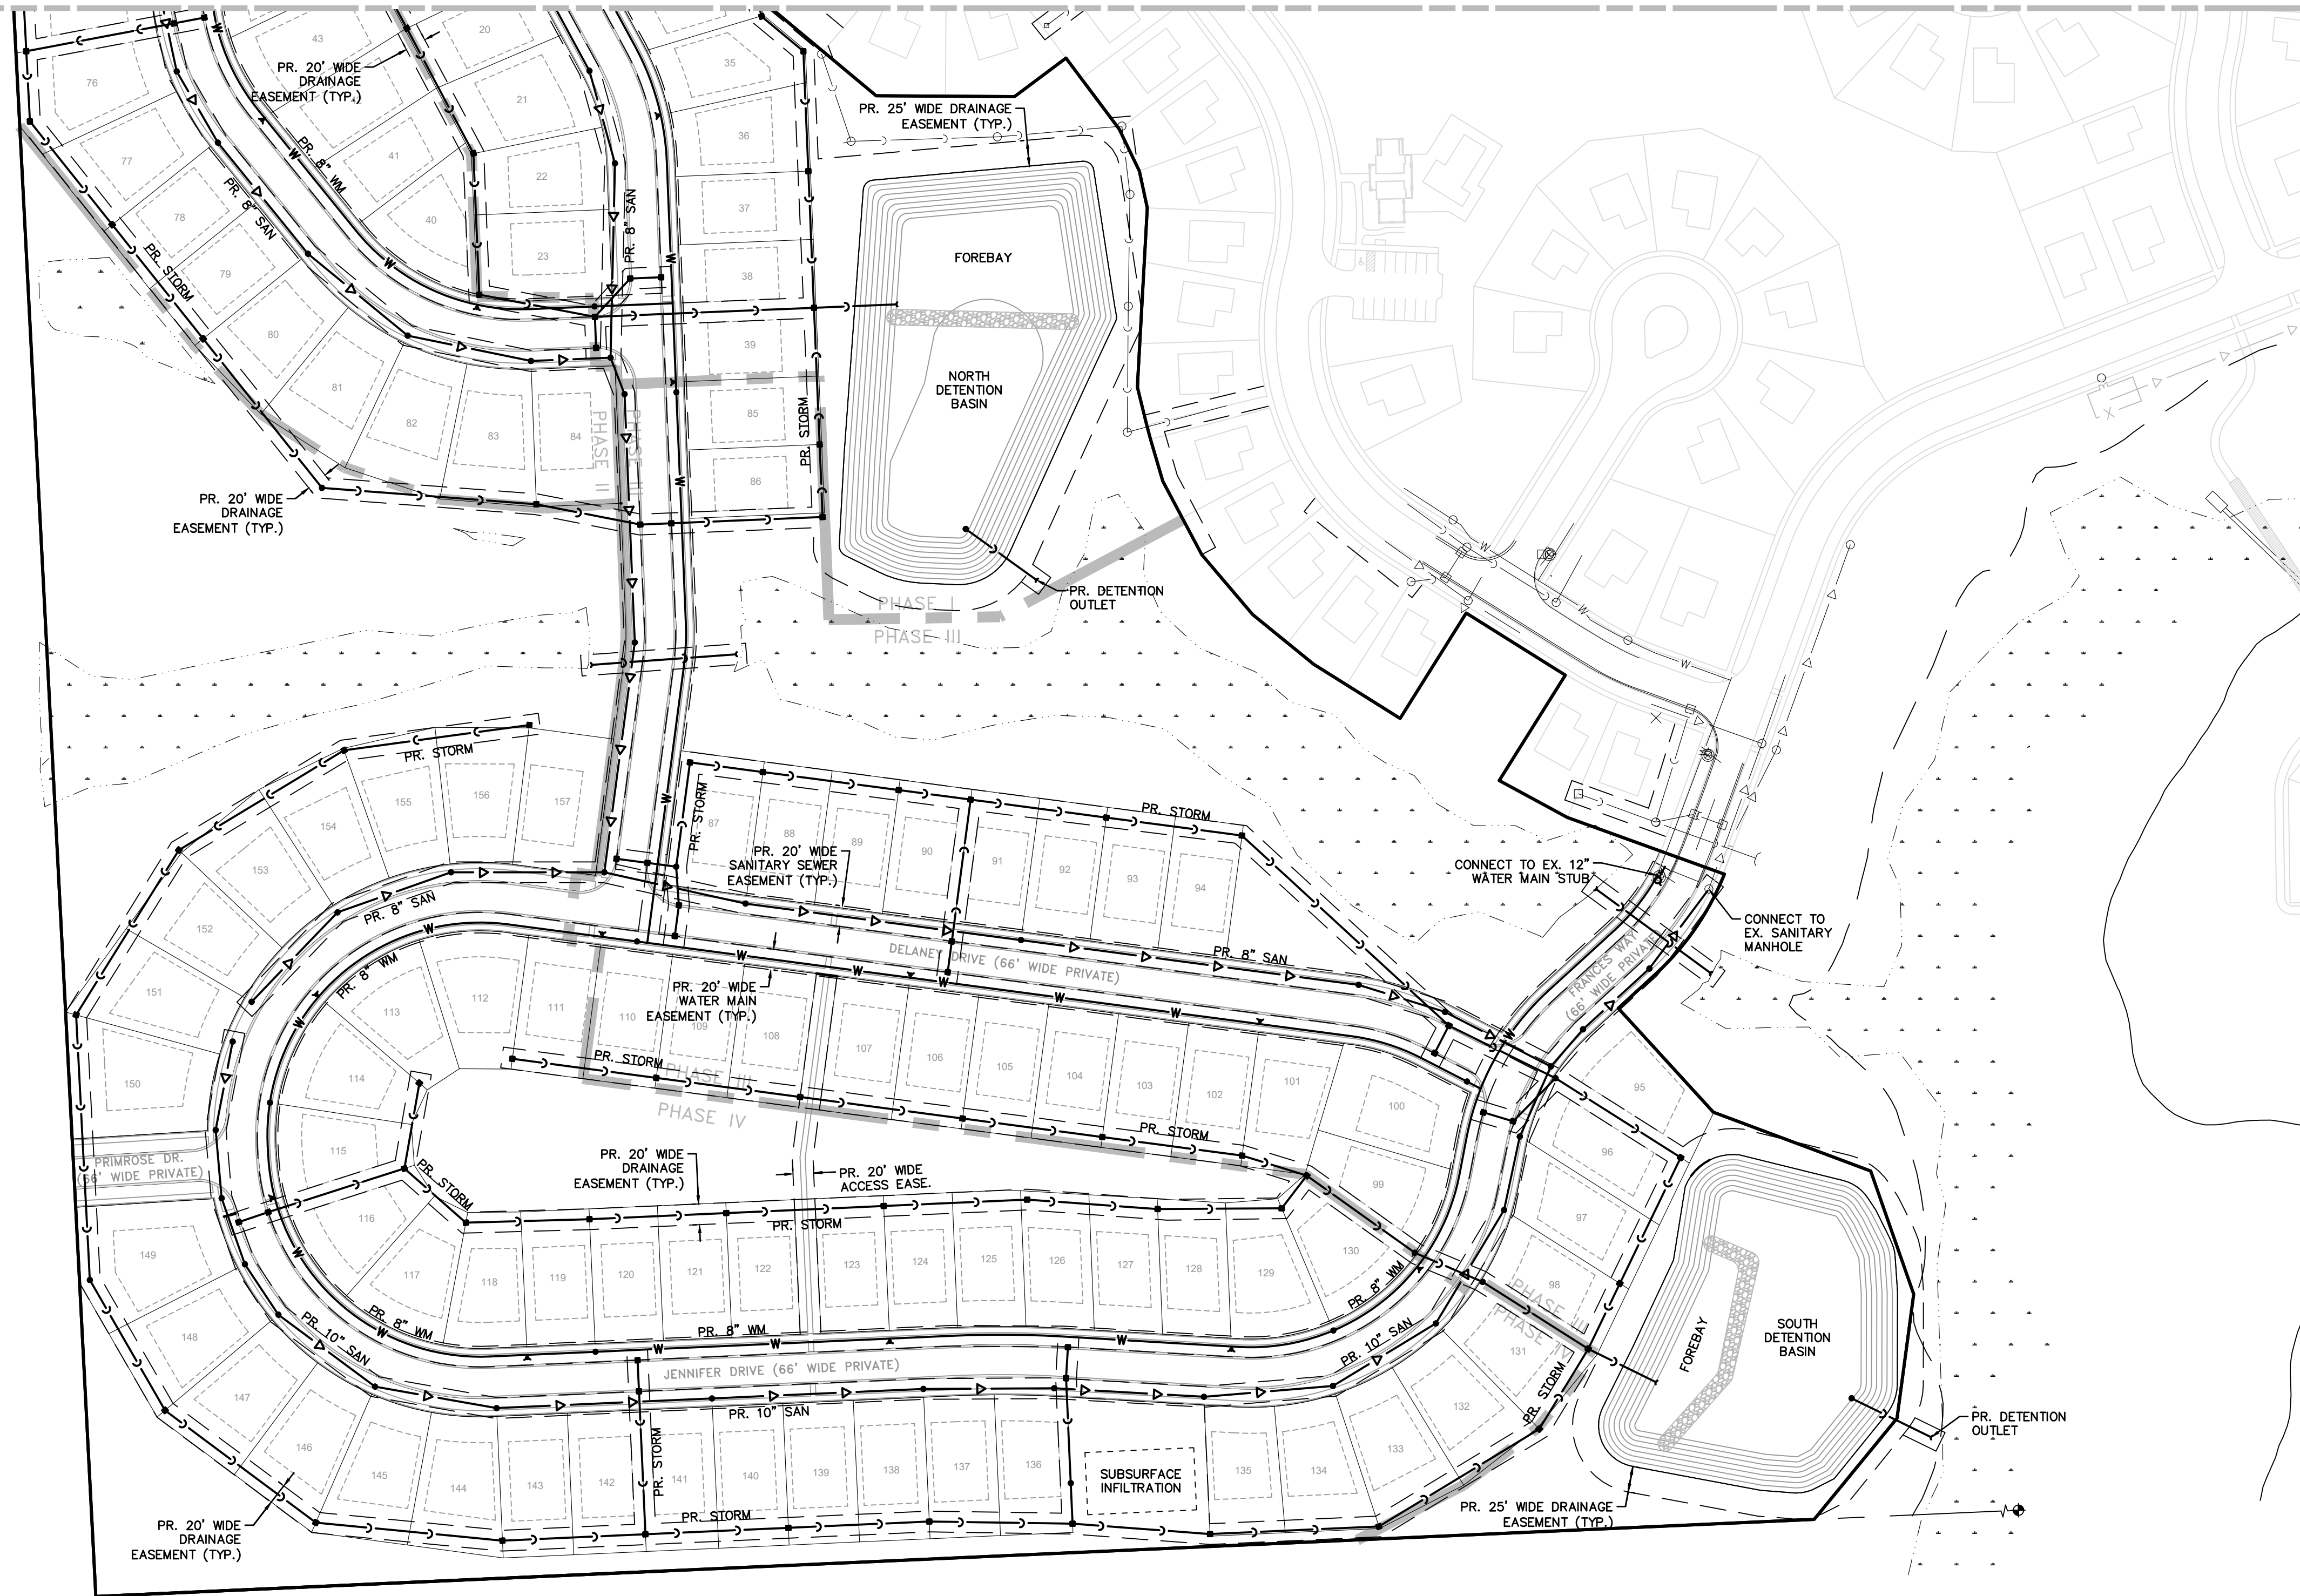 43
20
PR. 20' WIDE
DRAINAGE
EASEMENT (TYP.)
35
76
21
36
PR. 25' WIDE DRAINAGE
EASEMENT (TYP.)
77
41
PR. 8" WM
22
37
PR. 8" SAN
78
40
PR. 8" SAN
23
38
FOREBAY
79
PR. STORM
80
39
81
NORTH
DETENTION
BASIN
82
83
84
85
PHASE II
PR. STORM
86
PR. 20' WIDE
DRAINAGE
EASEMENT (TYP.)
PHASE I
PHASE III
PR. DETENTION
OUTLET
W
W
W
PR. STORM
155
156
157
154
153
152
151
150
PR. 8" SAN
PR. 8" WM
PR. STORM
87
88
89
90
91
92
93
94
PR. STORM
PR. 20' WIDE
SANITARY SEWER
EASEMENT (TYP.)
CONNECT TO EX. 12"
WATER MAIN STUB
CONNECT TO
EX. SANITARY
MANHOLE
DELANEY DRIVE (66' WIDE PRIVATE)
PR. 8" SAN
FRANCES WAY
(66' WIDE PRIVATE)
PR. 20' WIDE
WATER MAIN
EASEMENT (TYP.)
114
113
112
111
110
109
108
107
106
105
104
103
102
101
100
99
95
96
97
98
PR. STORM
PHASE III
PHASE IV
PR. STORM
115
116
PRIMROSE DR.
(66' WIDE PRIVATE)
PR. STORM
PR. 20' WIDE
DRAINAGE
EASEMENT (TYP.)
PR. 20' WIDE
ACCESS EASE.
PR. STORM
149
148
147
146
145
144
143
142
141
140
139
138
137
136
135
134
133
132
131
117
118
119
120
121
122
123
124
125
126
127
128
129
130
PR. 8" WM
PR. 10" SAN
PR. 8" WM
PR. 8" WM
PR. 10" SAN
JENNIFER DRIVE (66' WIDE PRIVATE)
PR. 10" SAN
PHASE III
PHASE IV
FOREBAY
SOUTH
DETENTION
BASIN
PR. STORM
PR. STORM
PR. STORM
SUBSURFACE
INFILTRATION
PR. DETENTION
OUTLET
PR. 25' WIDE DRAINAGE
EASEMENT (TYP.)
PR. 20' WIDE
DRAINAGE
EASEMENT (TYP.)